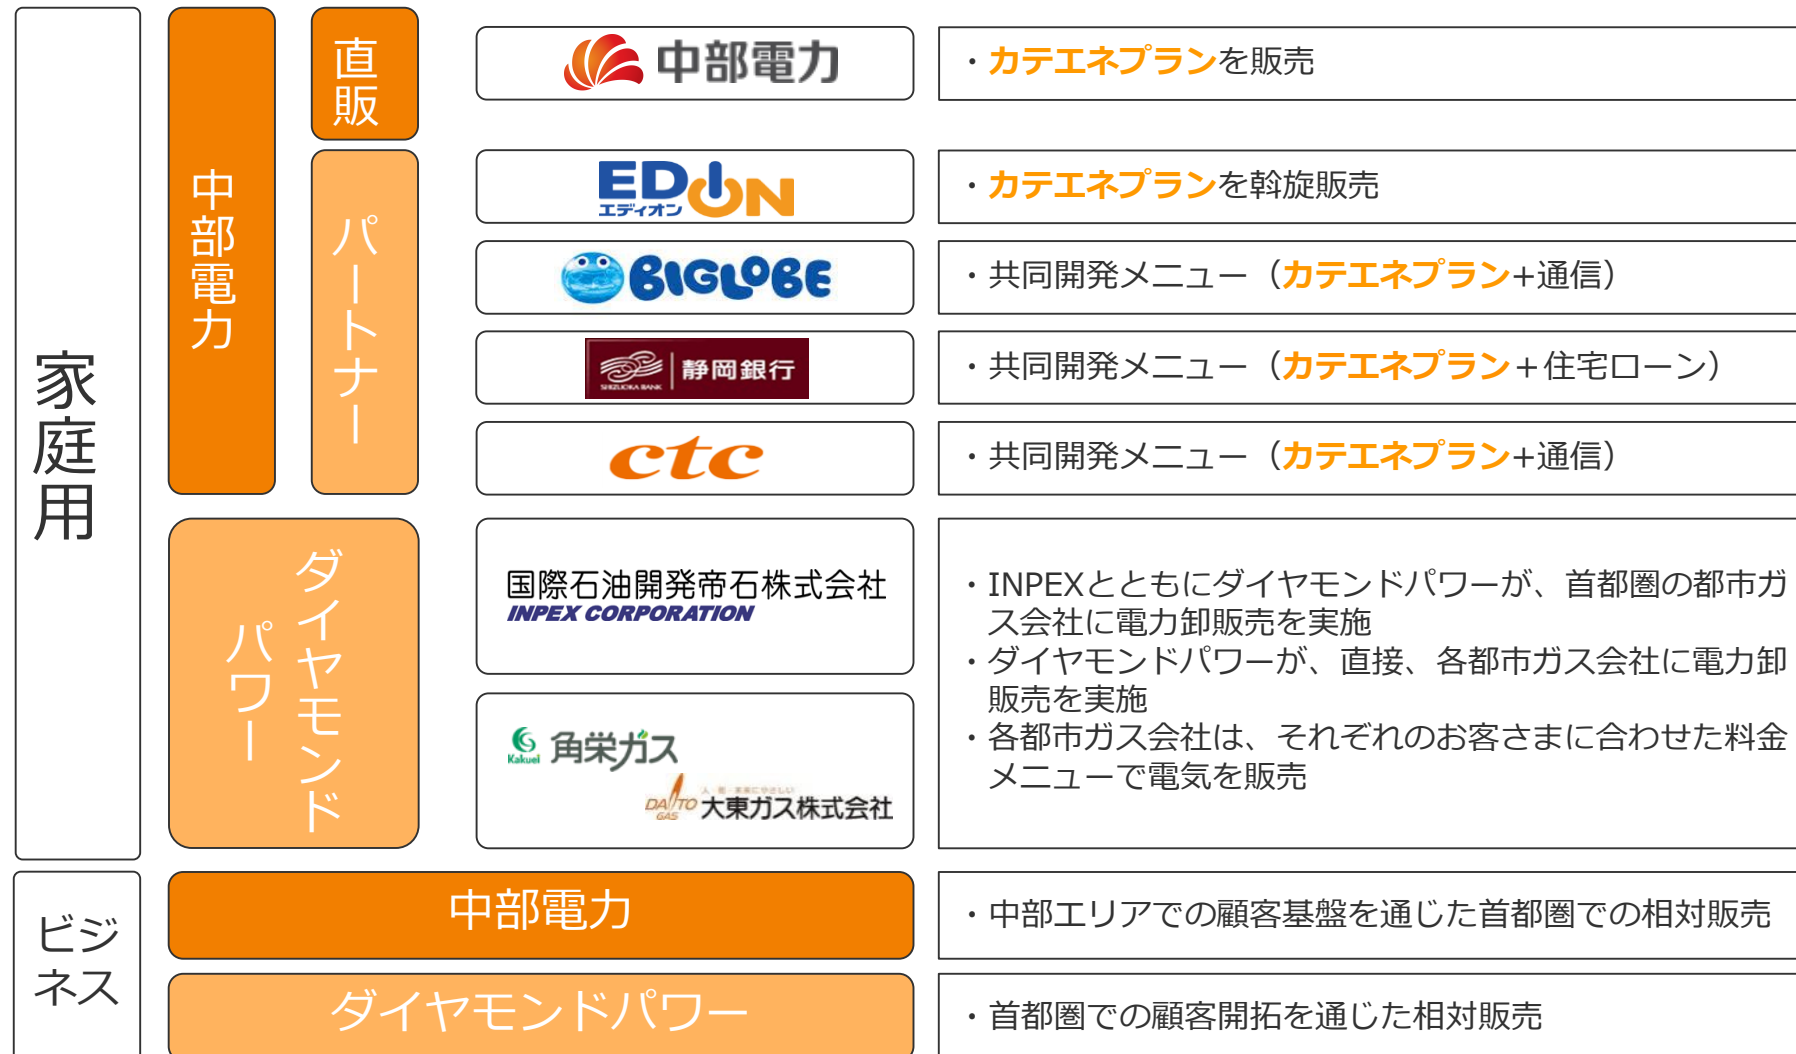 家庭用
中部電力
直販
中部電力
・カテエネプランを販売
パートナー
EDION
エディオン
・カテエネプランを斡旋販売
BIGLOBE
・共同開発メニュー（カテエネプラン+通信）
SHIZUOKA BANK
静岡銀行
・共同開発メニュー（カテエネプラン＋住宅ローン）
ctc
・共同開発メニュー（カテエネプラン+通信）
ダイヤモンド
パワー
国際石油開発帝石株式会社
INPEX CORPORATION
Kakuei 角栄ガス
人・街・未来にやさしい
DAITO GAS 大東ガス株式会社
・INPEXとともにダイヤモンドパワーが、首都圏の都市ガ
ス会社に電力卸販売を実施
・ダイヤモンドパワーが、直接、各都市ガス会社に電力卸
販売を実施
・各都市ガス会社は、それぞれのお客さまに合わせた料金
メニューで電気を販売
ビジ
ネス
中部電力
・中部エリアでの顧客基盤を通じた首都圏での相対販売
ダイヤモンドパワー
・首都圏での顧客開拓を通じた相対販売